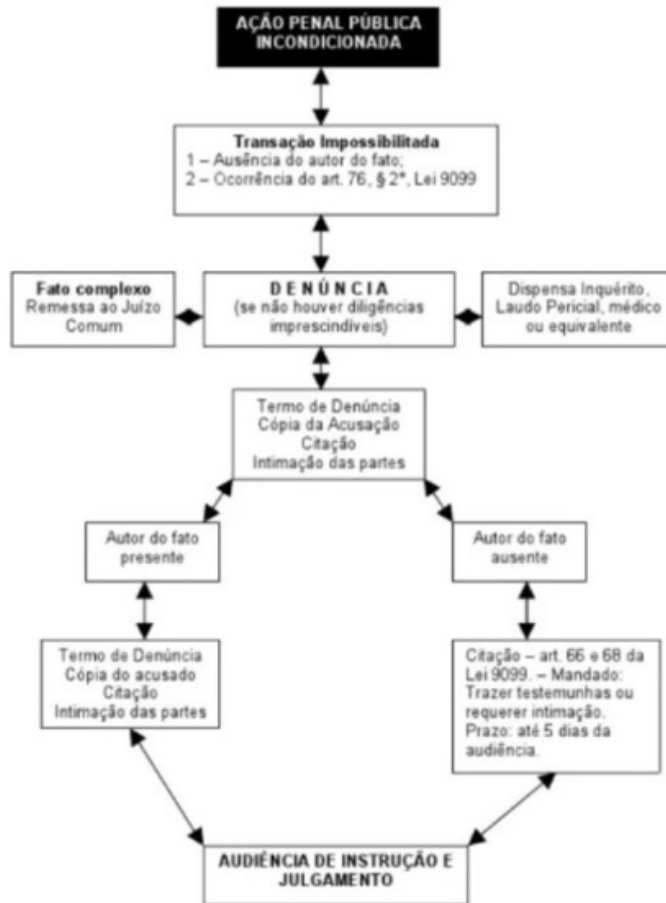 AÇÃO PENAL PÚBLICA
INCONDICIONADA
Transação Impossibilitada
1 – Ausência do autor do fato;
2 – Ocorrência do art. 76, § 2°, Lei 9099
Fato complexo
Remessa ao Juízo
Comum
D E N Ú N C I A
(se não houver diligências
imprescindíveis)
Dispensa Inquérito,
Laudo Pericial, médico
ou equivalente
Termo de Denúncia
Cópia da Acusação
Citação
Intimação das partes
Autor do fato
presente
Autor do fato
ausente
Termo de Denúncia
Cópia do acusado
Citação
Intimação das partes
Citação – art. 66 e 68 da
Lei 9099. – Mandado:
Trazer testemunhas ou
requerer intimação.
Prazo: até 5 dias da
audiência.
AUDIÊNCIA DE INSTRUÇÃO E
JULGAMENTO